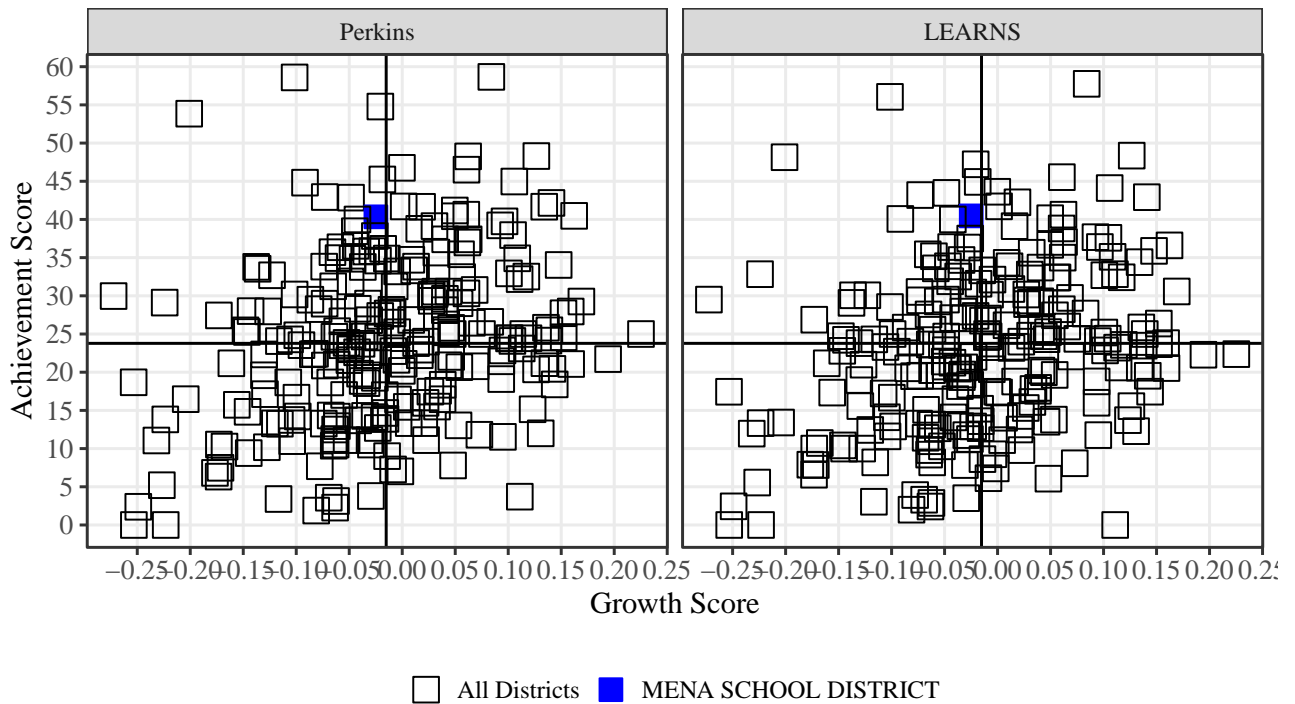 Perkins LEARNS
60
55
50
45
40
35
30
25
20
15
10
5
0
Achievement Score
−0.25 −0.20 −0.15 −0.10 −0.05 0.00 0.05 0.10 0.15 0.20 0.25 −0.25 −0.20 −0.15 −0.10 −0.05 0.00 0.05 0.10 0.15 0.20 0.25
Growth Score
All Districts MENA SCHOOL DISTRICT